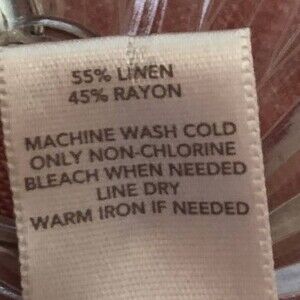 55% LINEN
45% RAYON
MACHINE WASH COLD
ONLY NON-CHLORINE
BLEACH WHEN NEEDED
LINE DRY
WARM IRON IF NEEDED